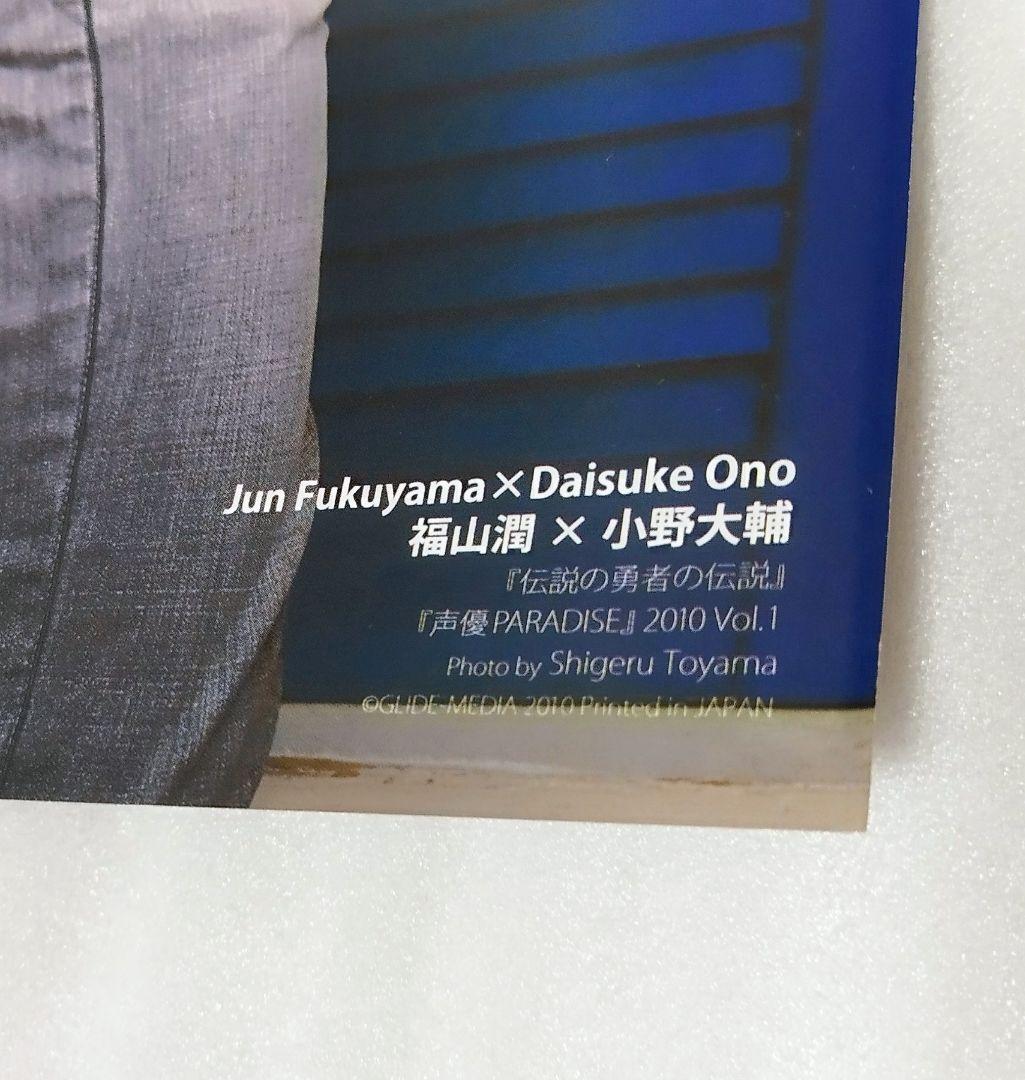 Jun Fukuyama×Daisuke Ono
福山潤 × 小野大輔
『伝説の勇者の伝説』
『声優PARADISE』2010 Vol.1
Photo by Shigeru Toyama
©GLIDE-MEDIA 2010 Printed in JAPAN